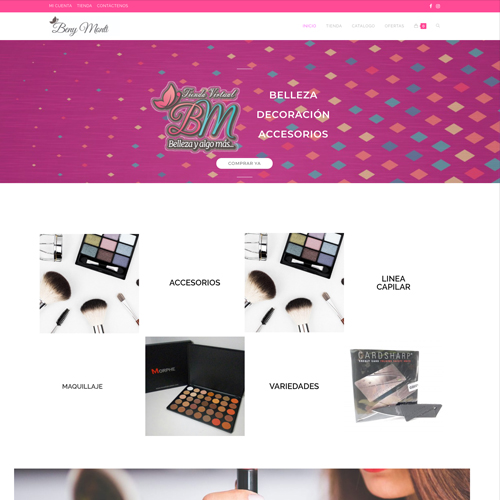 MI CUENTA TIENDA CONTÁCTENOS
Beny Monti
INICIO TIENDA CATALOGO OFERTAS 0
Tienda Virtual
BM
Belleza y algo más...
BELLEZA
DECORACIÓN
ACCESORIOS
COMPRAR YA
ACCESORIOS
LINEA
CAPILAR
MAQUILLAJE
MORPHE
VARIEDADES
CARDSHARP